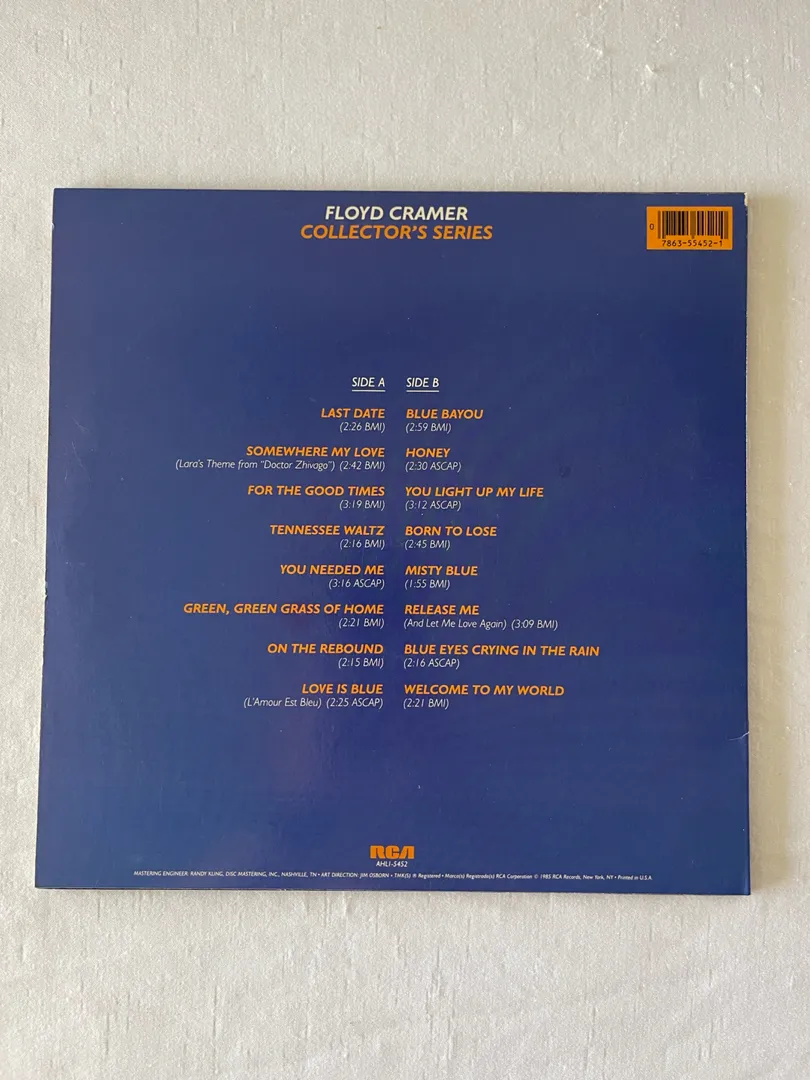 FLOYD CRAMER
COLLECTOR'S SERIES
0 7863-55452-1
SIDE A
LAST DATE
(2:26 BMI)
SOMEWHERE MY LOVE
(Lara's Theme from "Doctor Zhivago") (2:42 BMI)
FOR THE GOOD TIMES
(3:19 BMI)
TENNESSEE WALTZ
(2:16 BMI)
YOU NEEDED ME
(3:16 ASCAP)
GREEN, GREEN GRASS OF HOME
(2:21 BMI)
ON THE REBOUND
(2:15 BMI)
LOVE IS BLUE
(L'Amour Est Bleu) (2:25 ASCAP)
SIDE B
BLUE BAYOU
(2:59 BMI)
HONEY
(2:30 ASCAP)
YOU LIGHT UP MY LIFE
(3:12 ASCAP)
BORN TO LOSE
(2:45 BMI)
MISTY BLUE
(1:55 BMI)
RELEASE ME
(And Let Me Love Again) (3:09 BMI)
BLUE EYES CRYING IN THE RAIN
(2:16 ASCAP)
WELCOME TO MY WORLD
(2:21 BMI)
RCA
AHL1-5452
MASTERING ENGINEER: RANDY KLING, DISC MASTERING, INC., NASHVILLE, TN • ART DIRECTION: JIM OSBORN • TMK(S) ® Registered • Marca(s) Registrada(s) RCA Corporation © 1985 RCA Records, New York, NY • Printed in U.S.A.